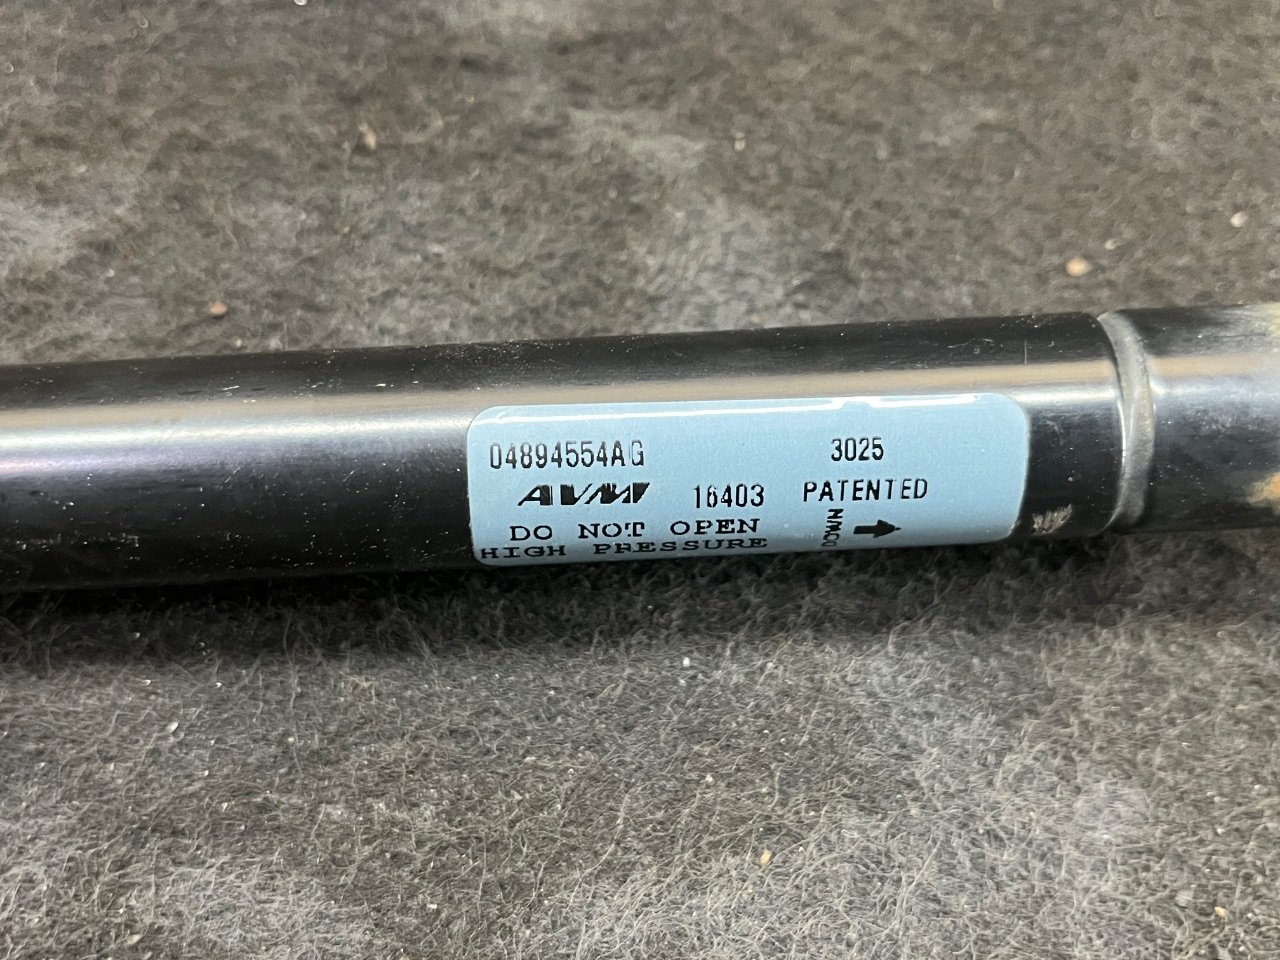 04894554AG 3025
AVM 16403 PATENTED
DO NOT OPEN
HIGH PRESSURE
DOWN